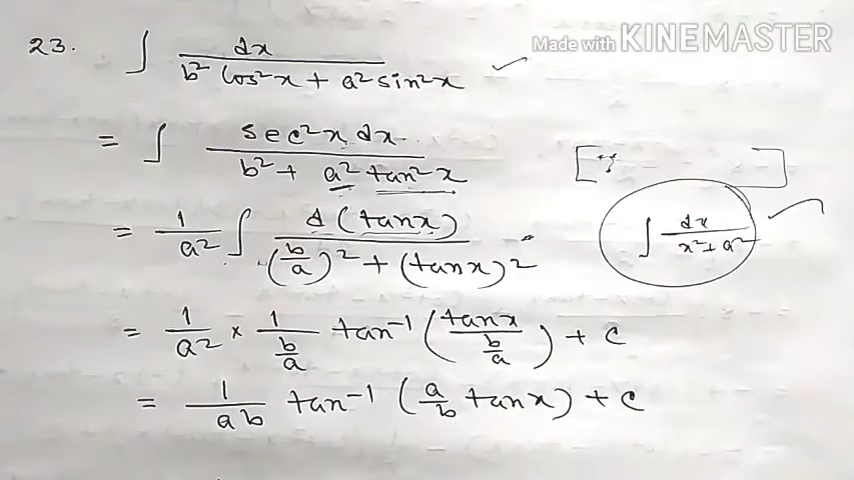 Made with KINEMASTER
23. ∫ dx / (b² cos²x + a² sin²x)
= ∫ sec²x dx / (b² + a² tan²x)
= 1/a² ∫ d(tanx) / ((b/a)² + (tanx)²)
∫ dx / (x² + a²)
= 1/a² × 1/(b/a) tan⁻¹ (tanx / (b/a)) + c
= 1/ab tan⁻¹ (a/b tanx) + c